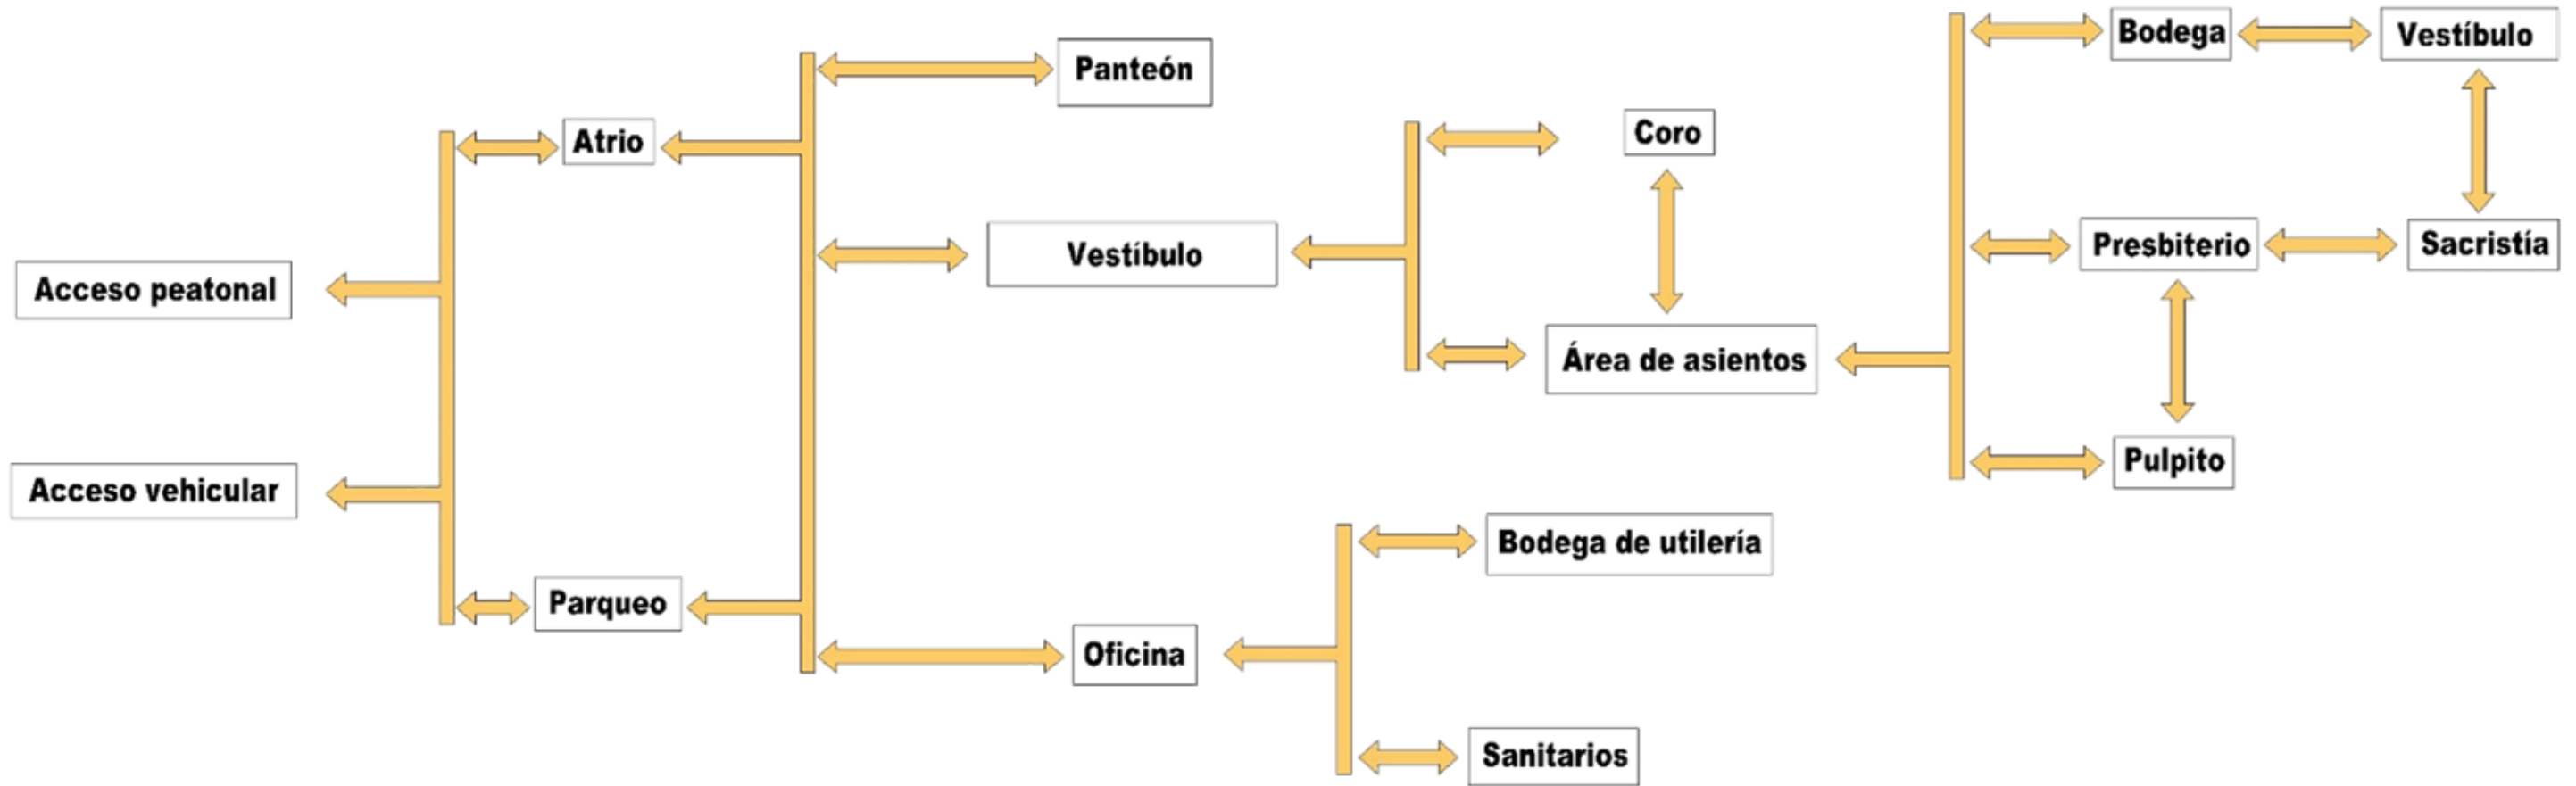 Acceso peatonal
Acceso vehicular
Atrio
Parqueo
Panteón
Vestíbulo
Oficina
Coro
Área de asientos
Bodega de utilería
Sanitarios
Bodega
Vestíbulo
Presbiterio
Sacristía
Pulpito